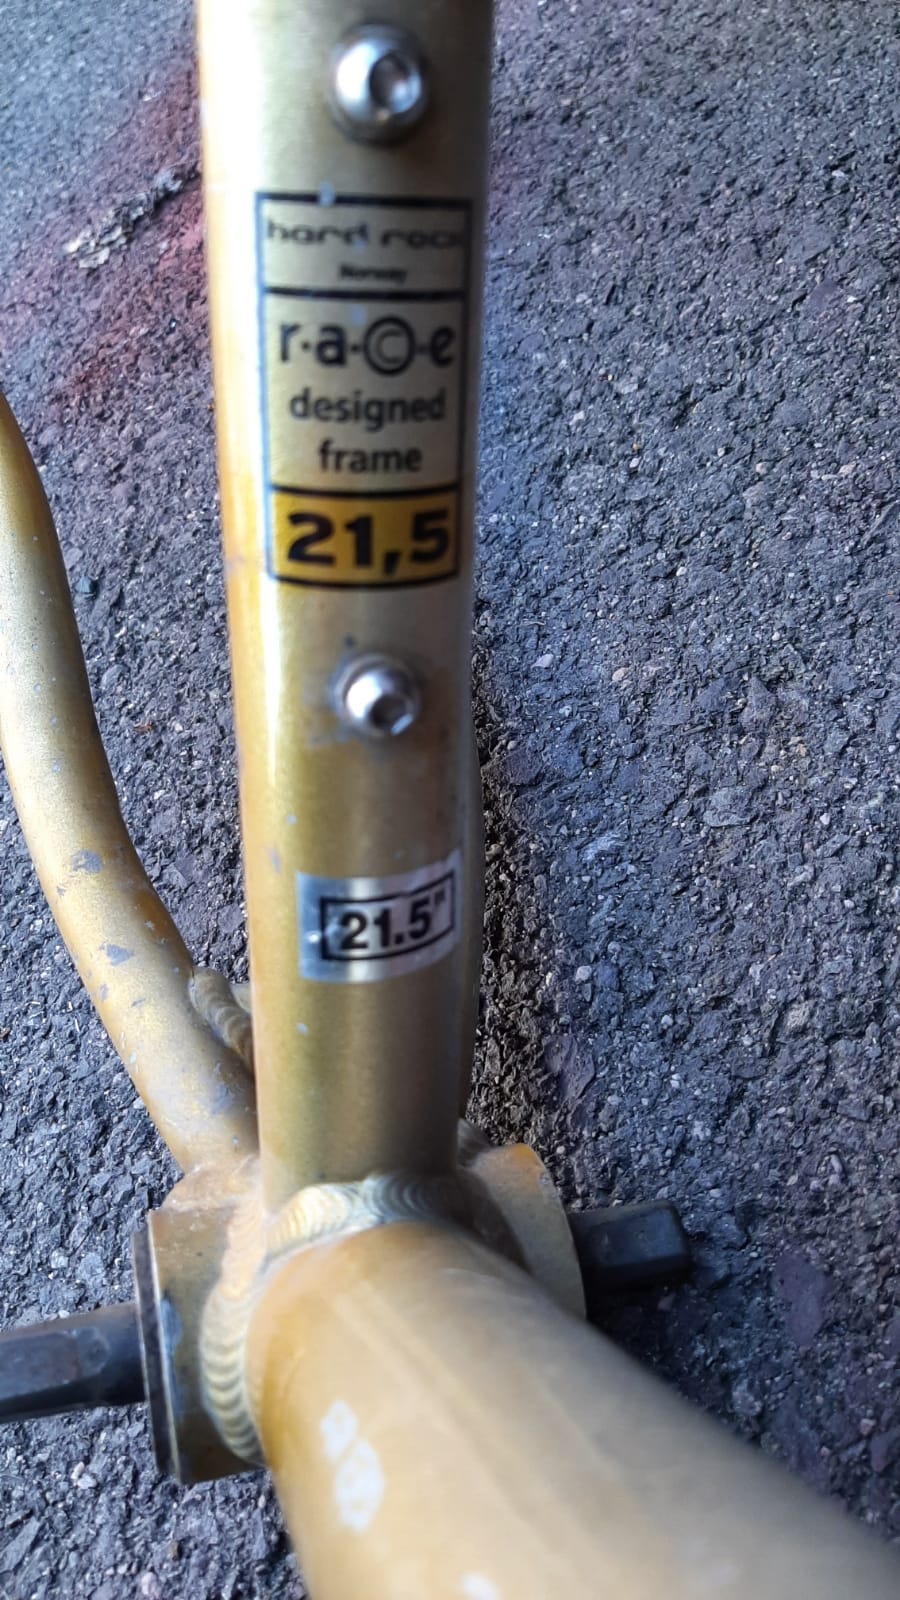 hard rock
Norway
r·a·©·e
designed
frame
21,5
21.5"